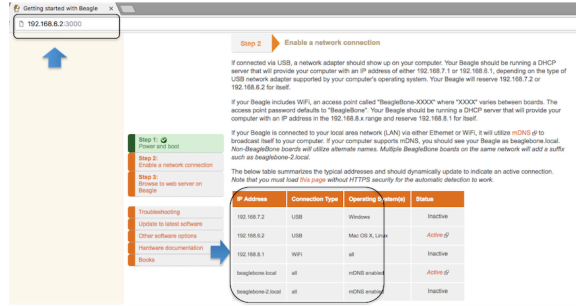 Getting started with Beagle
192.168.6.2:3000
Step 2
Enable a network connection
If connected via USB, a network adapter should show up on your computer. Your Beagle should be running a DHCP
server that will provide your computer with an IP address of either 192.168.7.1 or 192.168.6.1, depending on the type of
USB network adapter supported by your computer's operating system. Your Beagle will reserve 192.168.7.2 or
192.168.6.2 for itself.
If your Beagle includes WiFi, an access point called "BeagleBone-XXXX" where "XXXX" varies between boards. The
access point password defaults to "BeagleBone". Your Beagle should be running a DHCP server that will provide your
computer with an IP address in the 192.168.8.x range and reserve 192.168.8.1 for itself.
If your Beagle is connected to your local area network (LAN) via either Ethernet or WiFi, it will utilize mDNS to
broadcast itself to your computer. If your computer supports mDNS, you should see your Beagle as beaglebone.local.
Non-BeagleBone boards will utilize alternate names. Multiple BeagleBone boards on the same network will add a suffix
such as beaglebone-2.local.
The below table summarizes the typical addresses and should dynamically update to indicate an active connection.
Note that you must load this page without HTTPS security for the automatic detection to work.
Step 1:
Power and boot
Step 2:
Enable a network connection
Step 3:
Browse to web server on
Beagle
Troubleshooting
Update to latest software
Other software options
Hardware documentation
Books
IP Address Connection Type Operating System(s) Status
192.168.7.2 USB Windows Inactive
192.168.6.2 USB Mac OS X, Linux Active
192.168.8.1 WiFi all Inactive
beaglebone.local all mDNS enabled Active
beaglebone-2.local all mDNS enabled Inactive